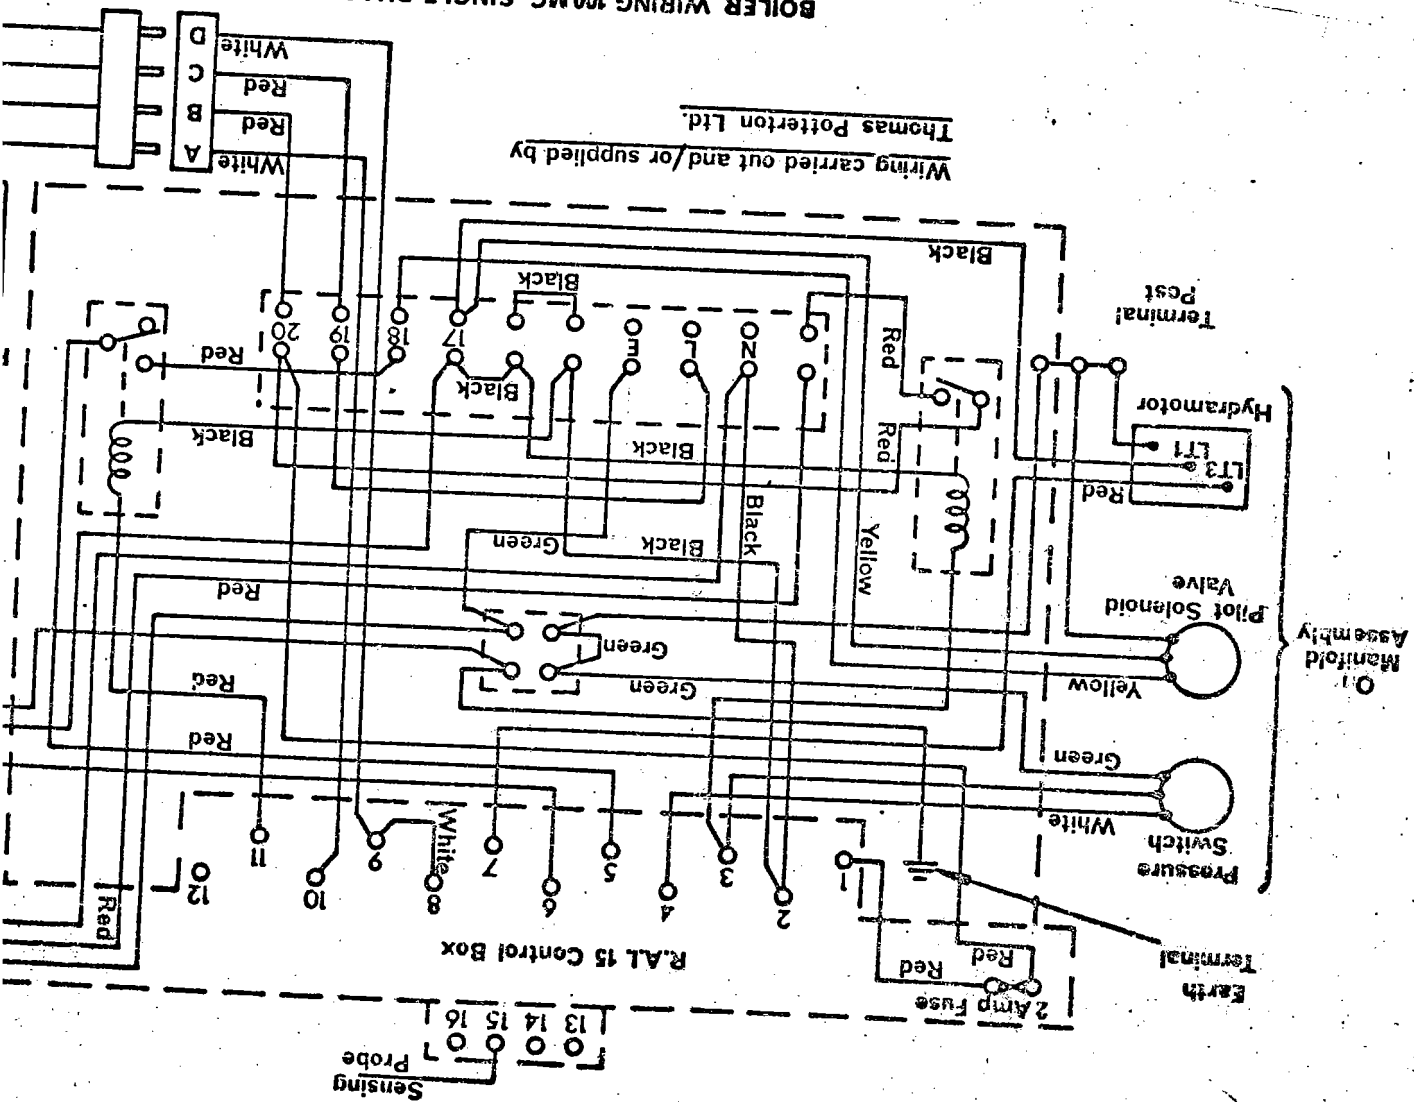 Sensing
Probe
13 14 15 16
2 Amp Fuse
Earth
Terminal
Red
Red
R.A.L 15 Control Box
1
2
3
4
5
6
7
8
9
10
11
12
White
Red
Pressure
Switch
White
Green
On
Manifold
Assembly
Yellow
Pilot Solenoid
Valve
Green
Green
Red
Red
Red
Yellow
Black
Black
Green
Red
LT3
LT1
Hydramotor
Terminal
Post
Red
Red
Black
Black
Black
Red
N
L
E
17
18
19
20
Black
Black
Wiring carried out and/or supplied by
Thomas Potterton Ltd.
White
A
Red
B
Red
C
White
D
BOILER WIRING